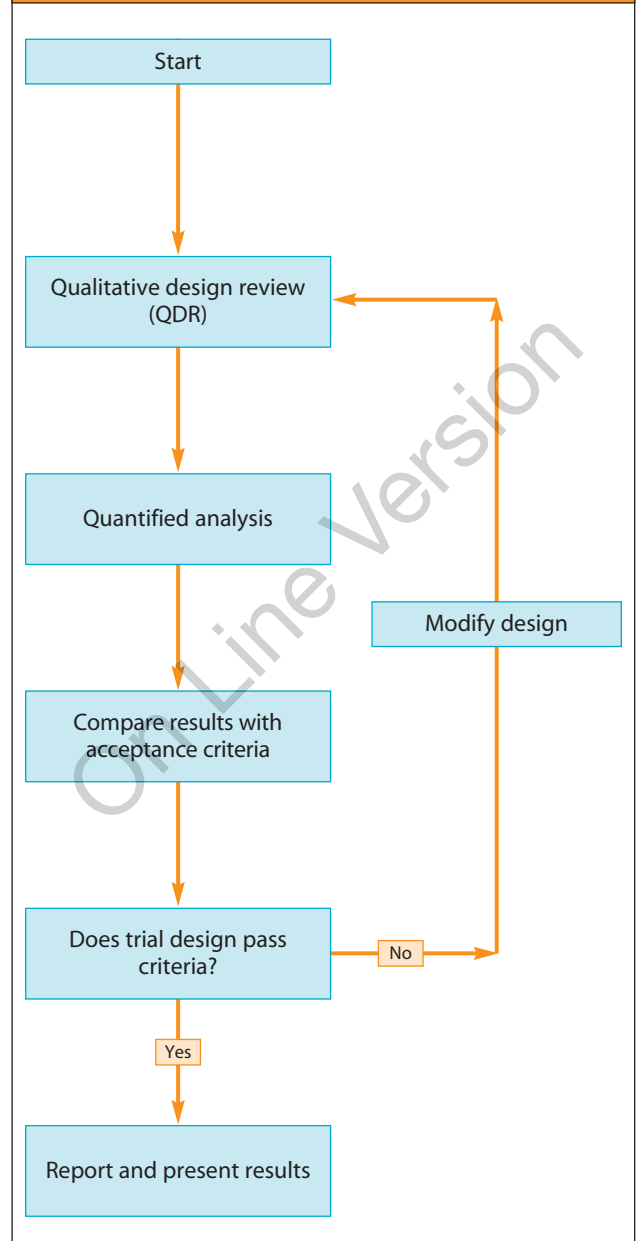 Start
Qualitative design review
(QDR)
Quantified analysis
Modify design
Compare results with
acceptance criteria
Does trial design pass
criteria?
No
Yes
Report and present results
On Line Version